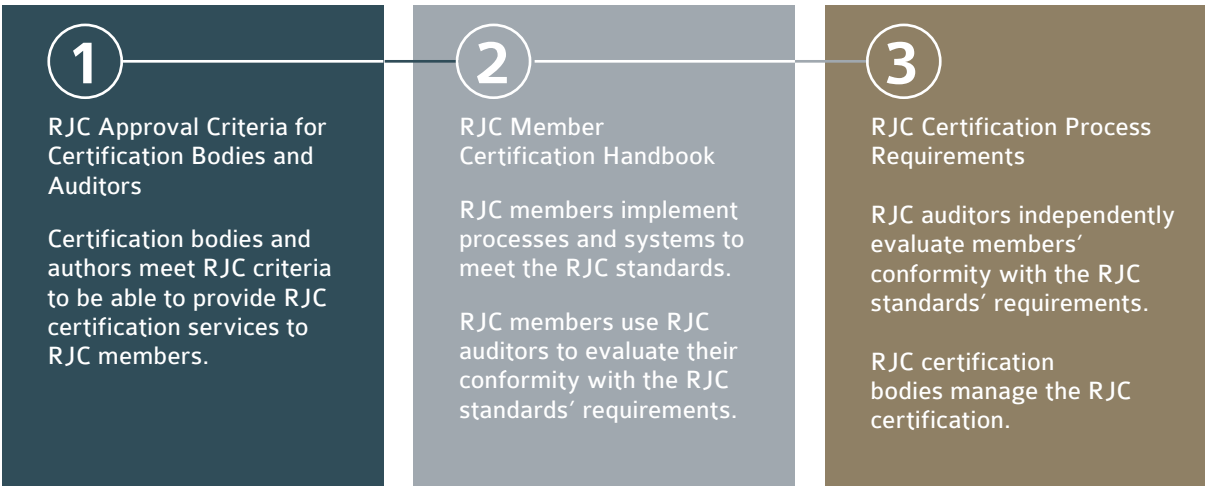 1
RJC Approval Criteria for
Certification Bodies and
Auditors
Certification bodies and
authors meet RJC criteria
to be able to provide RJC
certification services to
RJC members.
2
RJC Member
Certification Handbook
RJC members implement
processes and systems to
meet the RJC standards.
RJC members use RJC
auditors to evaluate their
conformity with the RJC
standards’ requirements.
3
RJC Certification Process
Requirements
RJC auditors independently
evaluate members’
conformity with the RJC
standards’ requirements.
RJC certification
bodies manage the RJC
certification.